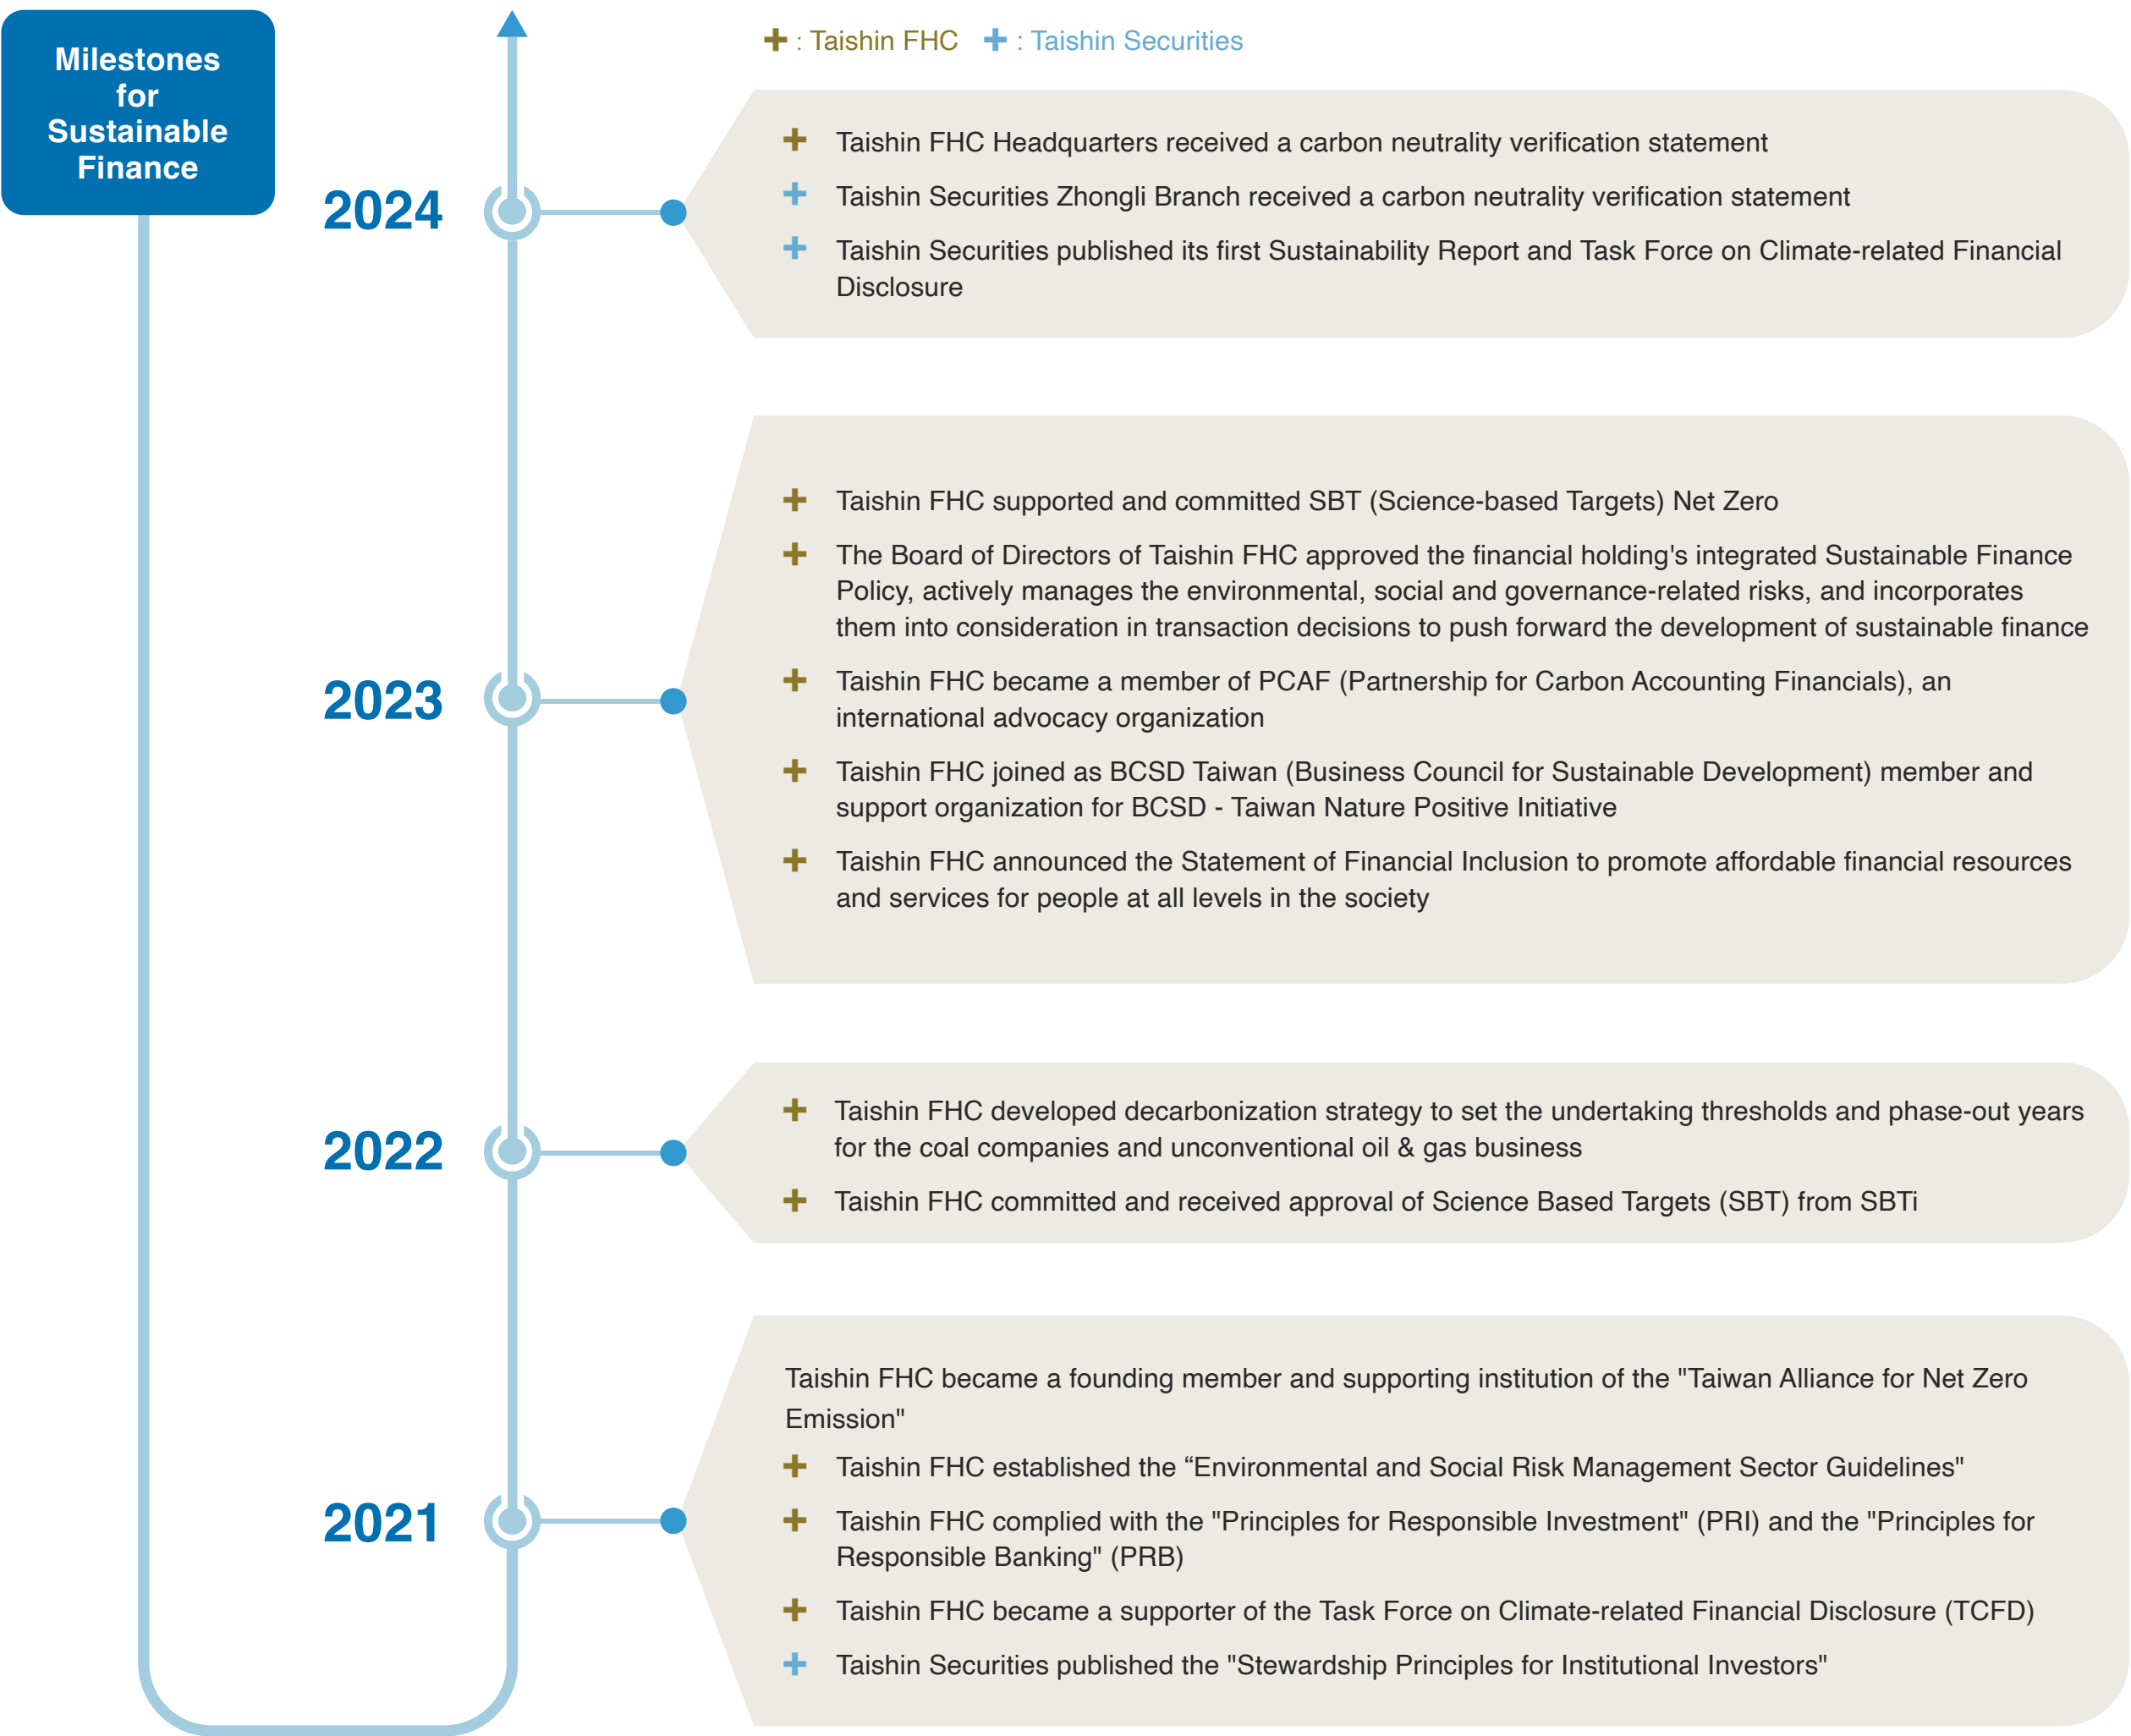 Milestones
for
Sustainable
Finance
: Taishin FHC : Taishin Securities
2024
Taishin FHC Headquarters received a carbon neutrality verification statement
Taishin Securities Zhongli Branch received a carbon neutrality verification statement
Taishin Securities published its first Sustainability Report and Task Force on Climate-related Financial
Disclosure
2023
Taishin FHC supported and committed SBT (Science-based Targets) Net Zero
The Board of Directors of Taishin FHC approved the financial holding's integrated Sustainable Finance
Policy, actively manages the environmental, social and governance-related risks, and incorporates
them into consideration in transaction decisions to push forward the development of sustainable finance
Taishin FHC became a member of PCAF (Partnership for Carbon Accounting Financials), an
international advocacy organization
Taishin FHC joined as BCSD Taiwan (Business Council for Sustainable Development) member and
support organization for BCSD - Taiwan Nature Positive Initiative
Taishin FHC announced the Statement of Financial Inclusion to promote affordable financial resources
and services for people at all levels in the society
2022
Taishin FHC developed decarbonization strategy to set the undertaking thresholds and phase-out years
for the coal companies and unconventional oil & gas business
Taishin FHC committed and received approval of Science Based Targets (SBT) from SBTi
2021
Taishin FHC became a founding member and supporting institution of the "Taiwan Alliance for Net Zero
Emission"
Taishin FHC established the “Environmental and Social Risk Management Sector Guidelines"
Taishin FHC complied with the "Principles for Responsible Investment" (PRI) and the "Principles for
Responsible Banking" (PRB)
Taishin FHC became a supporter of the Task Force on Climate-related Financial Disclosure (TCFD)
Taishin Securities published the "Stewardship Principles for Institutional Investors"